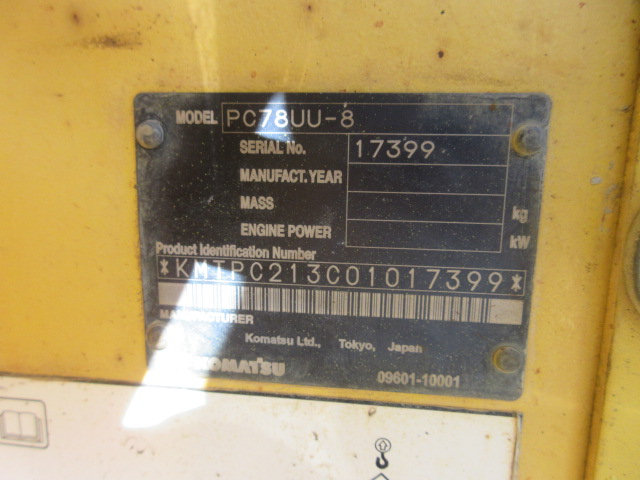 MODEL PC78UU-8
SERIAL No. 17399
MANUFACT. YEAR
MASS kg
ENGINE POWER kW
Product Identification Number
*KMTPC213C01017399*
MANUFACTURER
Komatsu Ltd., Tokyo, Japan
KOMATSU
09601-10001